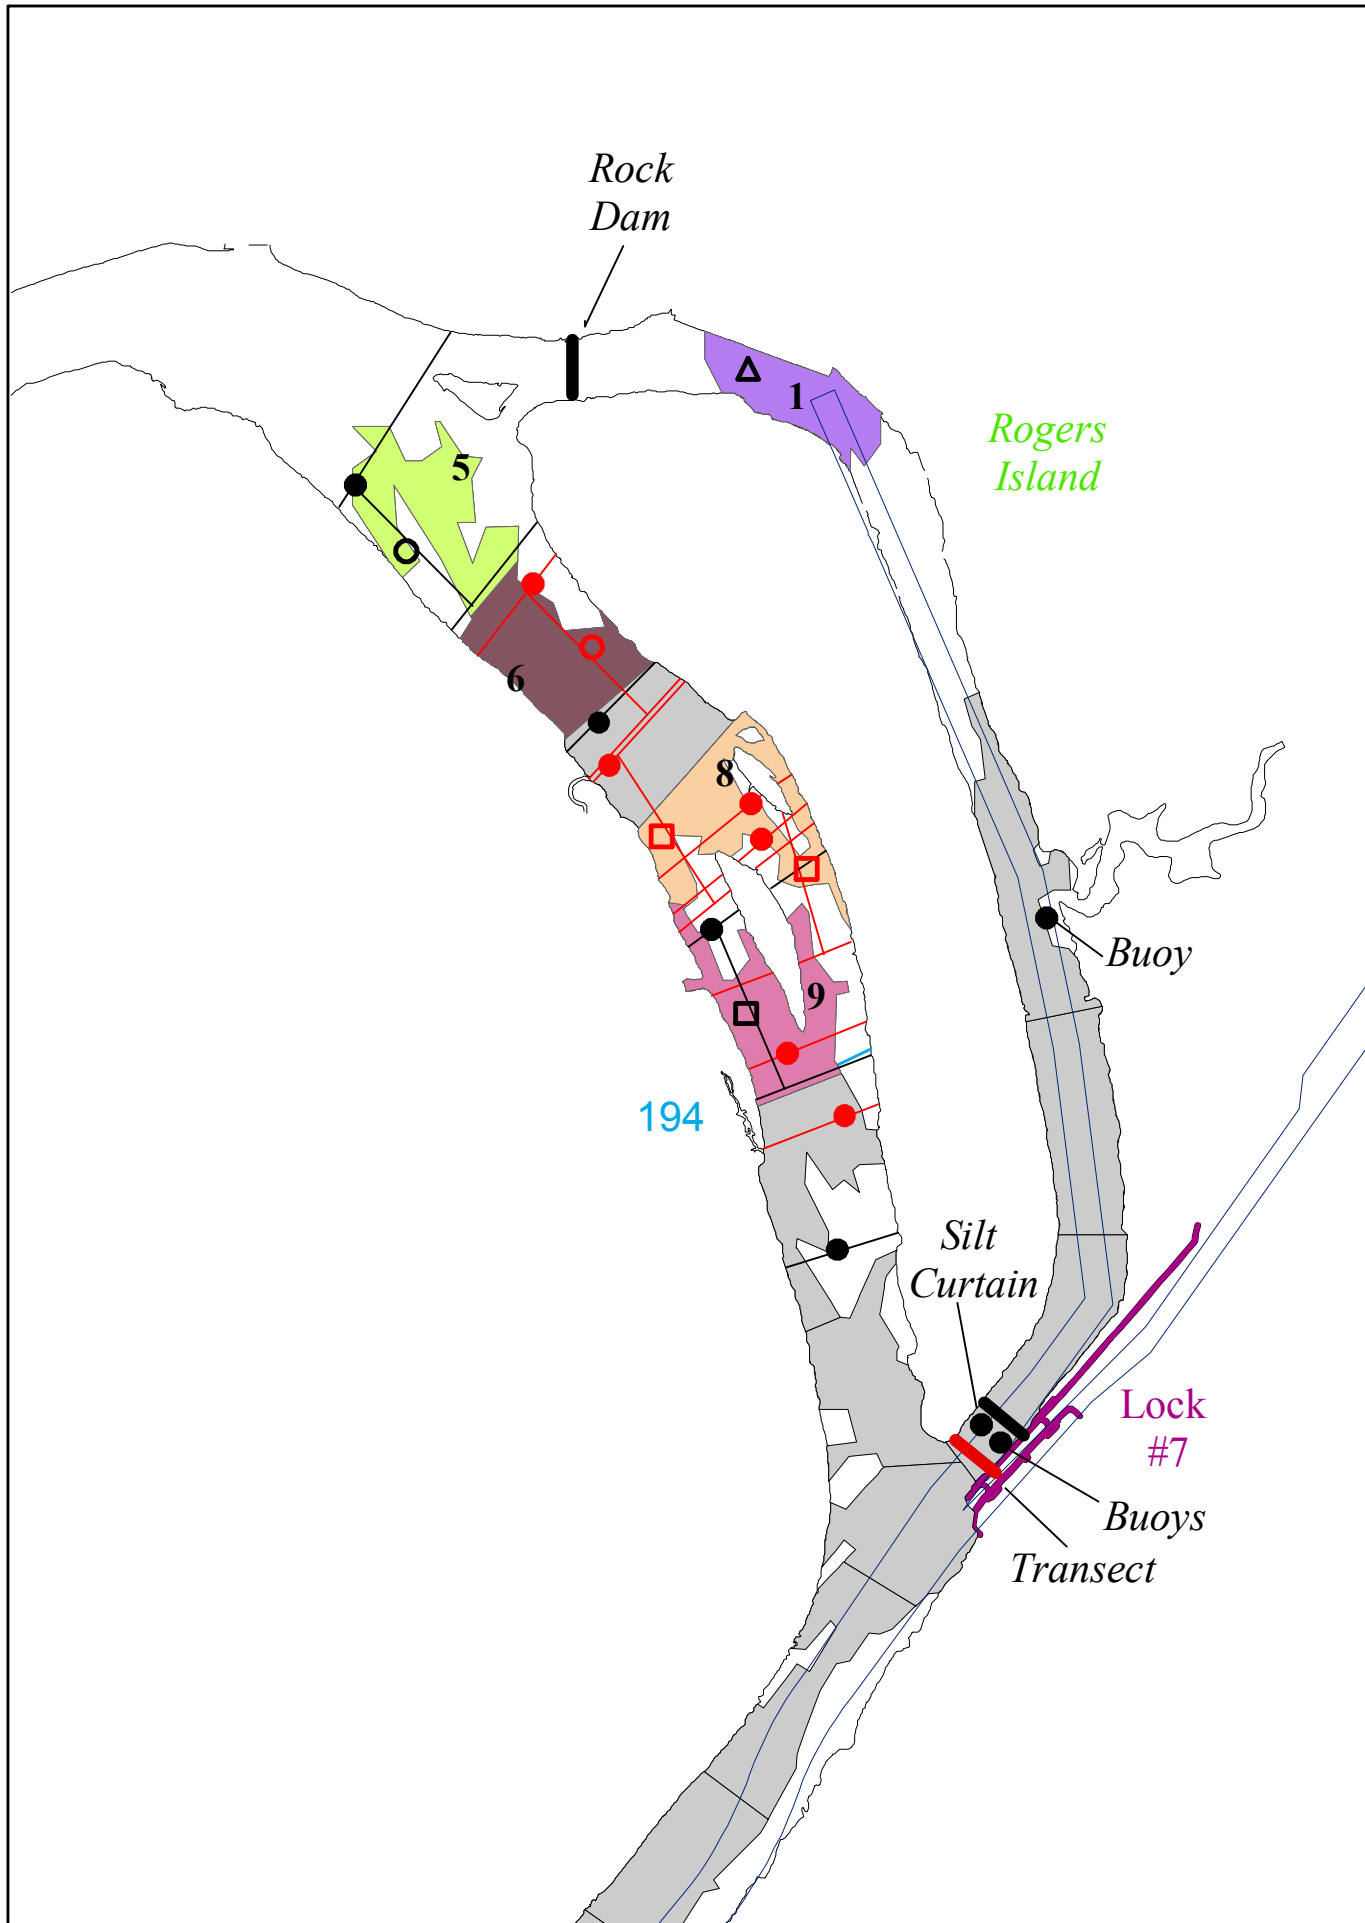 Rock
Dam
1
Rogers
Island
5
6
8
Buoy
9
194
Silt
Curtain
Lock
#7
Buoys
Transect